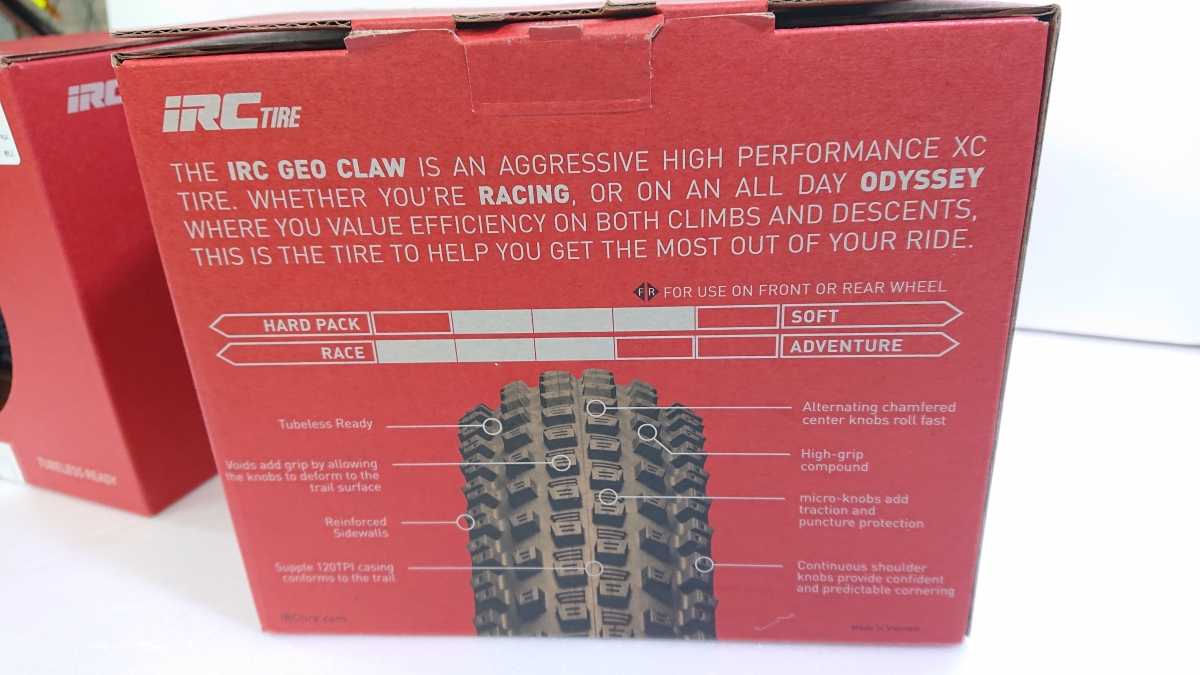 IRC
TUBELESS READY
IRC TIRE
THE IRC GEO CLAW IS AN AGGRESSIVE HIGH PERFORMANCE XC
TIRE. WHETHER YOU'RE RACING, OR ON AN ALL DAY ODYSSEY
WHERE YOU VALUE EFFICIENCY ON BOTH CLIMBS AND DESCENTS,
THIS IS THE TIRE TO HELP YOU GET THE MOST OUT OF YOUR RIDE.
F R FOR USE ON FRONT OR REAR WHEEL
HARD PACK SOFT
RACE ADVENTURE
Tubeless Ready
Voids add grip by allowing
the knobs to deform to the
trail surface
Reinforced
Sidewalls
Supple 120TPI casing
conforms to the trail
Alternating chamfered
center knobs roll fast
High-grip
compound
micro-knobs add
traction and
puncture protection
Continuous shoulder
knobs provide confident
and predictable cornering
IRCtire.com
Made in Vietnam